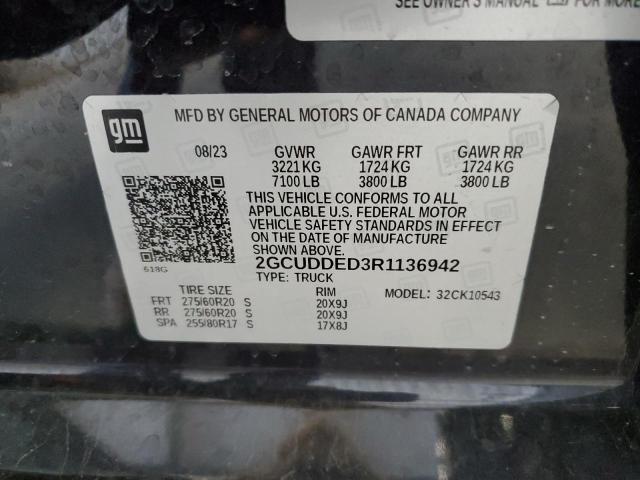 SEE OWNER'S MANUAL FOR MORE
gm
MFD BY GENERAL MOTORS OF CANADA COMPANY
08/23 GVWR GAWR FRT GAWR RR
3221 KG 1724 KG 1724 KG
7100 LB 3800 LB 3800 LB
THIS VEHICLE CONFORMS TO ALL
APPLICABLE U.S. FEDERAL MOTOR
VEHICLE SAFETY STANDARDS IN EFFECT
ON THE DATE OF MANUFACTURE
SHOWN ABOVE.
618G
2GCUDDED3R1136942
TYPE: TRUCK
TIRE SIZE RIM MODEL: 32CK10543
FRT 275/60R20 S 20X9J
RR 275/60R20 S 20X9J
SPA 255/80R17 S 17X8J